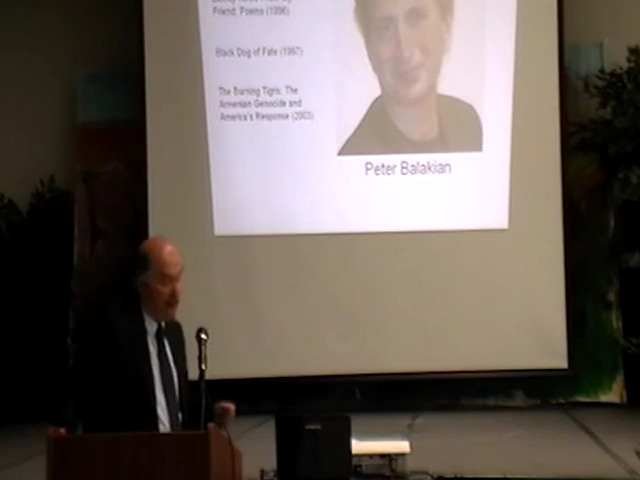 Friend: Poems (1996)
Black Dog of Fate (1997)
The Burning Tigris: The
Armenian Genocide and
America's Response (2003)
Peter Balakian